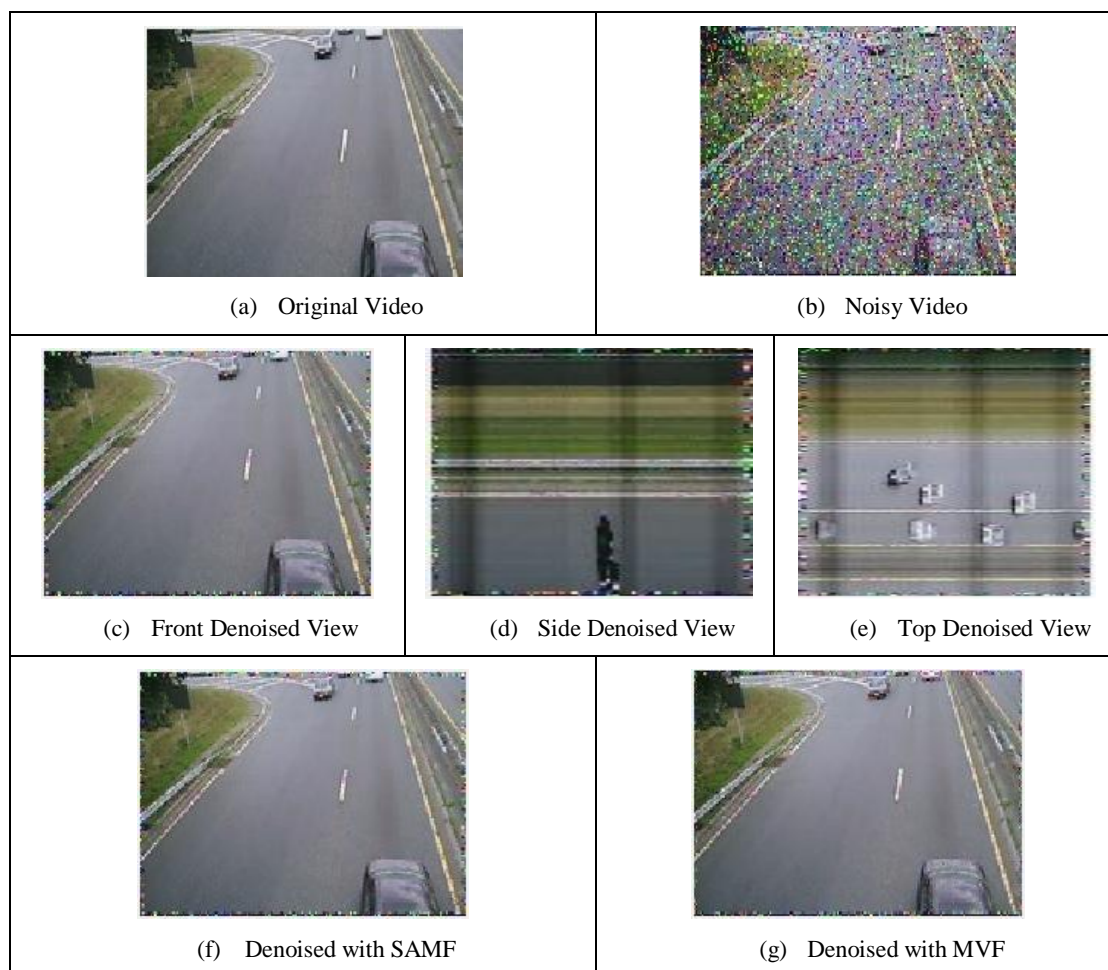 (a) Original Video
(b) Noisy Video
(c) Front Denoised View
(d) Side Denoised View
(e) Top Denoised View
(f) Denoised with SAMF
(g) Denoised with MVF